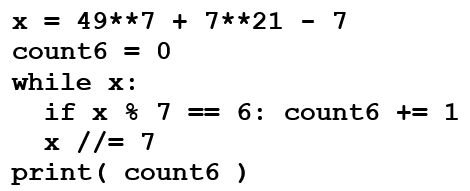 x = 49**7 + 7**21 - 7
count6 = 0
while x:
  if x % 7 == 6: count6 += 1
  x //= 7
print( count6 )